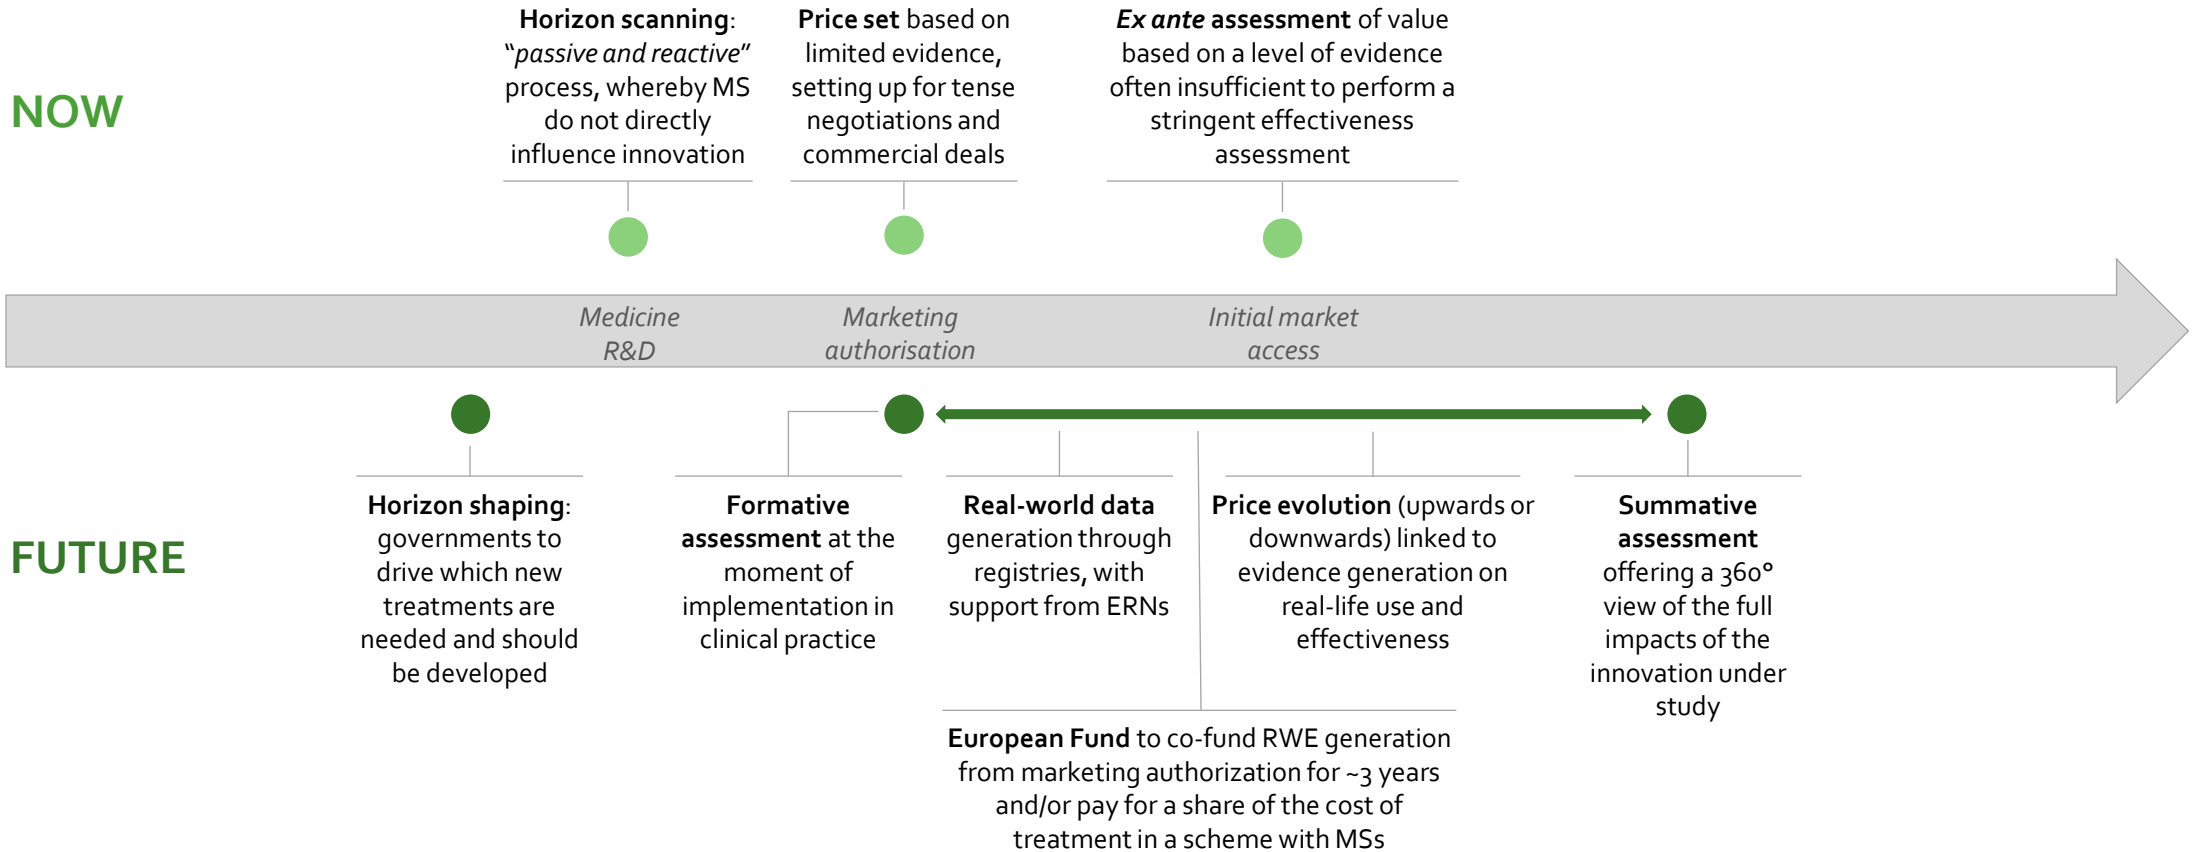 NOW
Horizon scanning:
“passive and reactive”
process, whereby MS
do not directly
influence innovation
Price set based on
limited evidence,
setting up for tense
negotiations and
commercial deals
Ex ante assessment of value
based on a level of evidence
often insufficient to perform a
stringent effectiveness
assessment
Medicine
R&D
Marketing
authorisation
Initial market
access
FUTURE
Horizon shaping:
governments to
drive which new
treatments are
needed and should
be developed
Formative
assessment at the
moment of
implementation in
clinical practice
Real-world data
generation through
registries, with
support from ERNs
Price evolution (upwards or
downwards) linked to
evidence generation on
real-life use and
effectiveness
Summative
assessment
offering a 360°
view of the full
impacts of the
innovation under
study
European Fund to co-fund RWE generation
from marketing authorization for ~3 years
and/or pay for a share of the cost of
treatment in a scheme with MSs